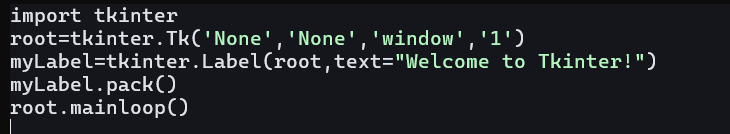 import tkinter
root=tkinter.Tk('None','None','window','1')
myLabel=tkinter.Label(root,text="Welcome to Tkinter!")
myLabel.pack()
root.mainloop()